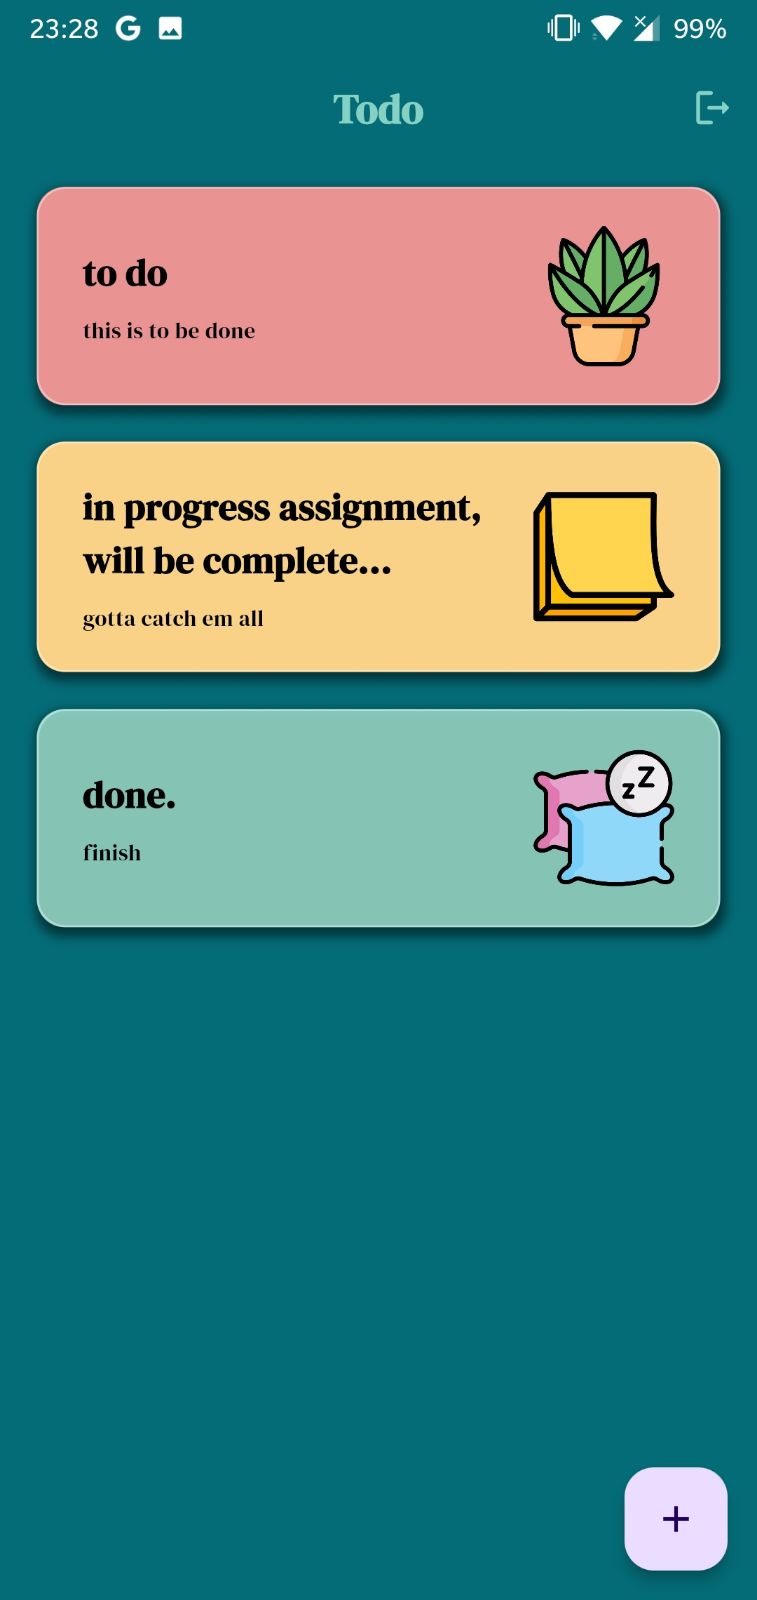 23:28 G 99%
Todo
to do
this is to be done
in progress assignment,
will be complete...
gotta catch em all
done.
finish
zZ
+